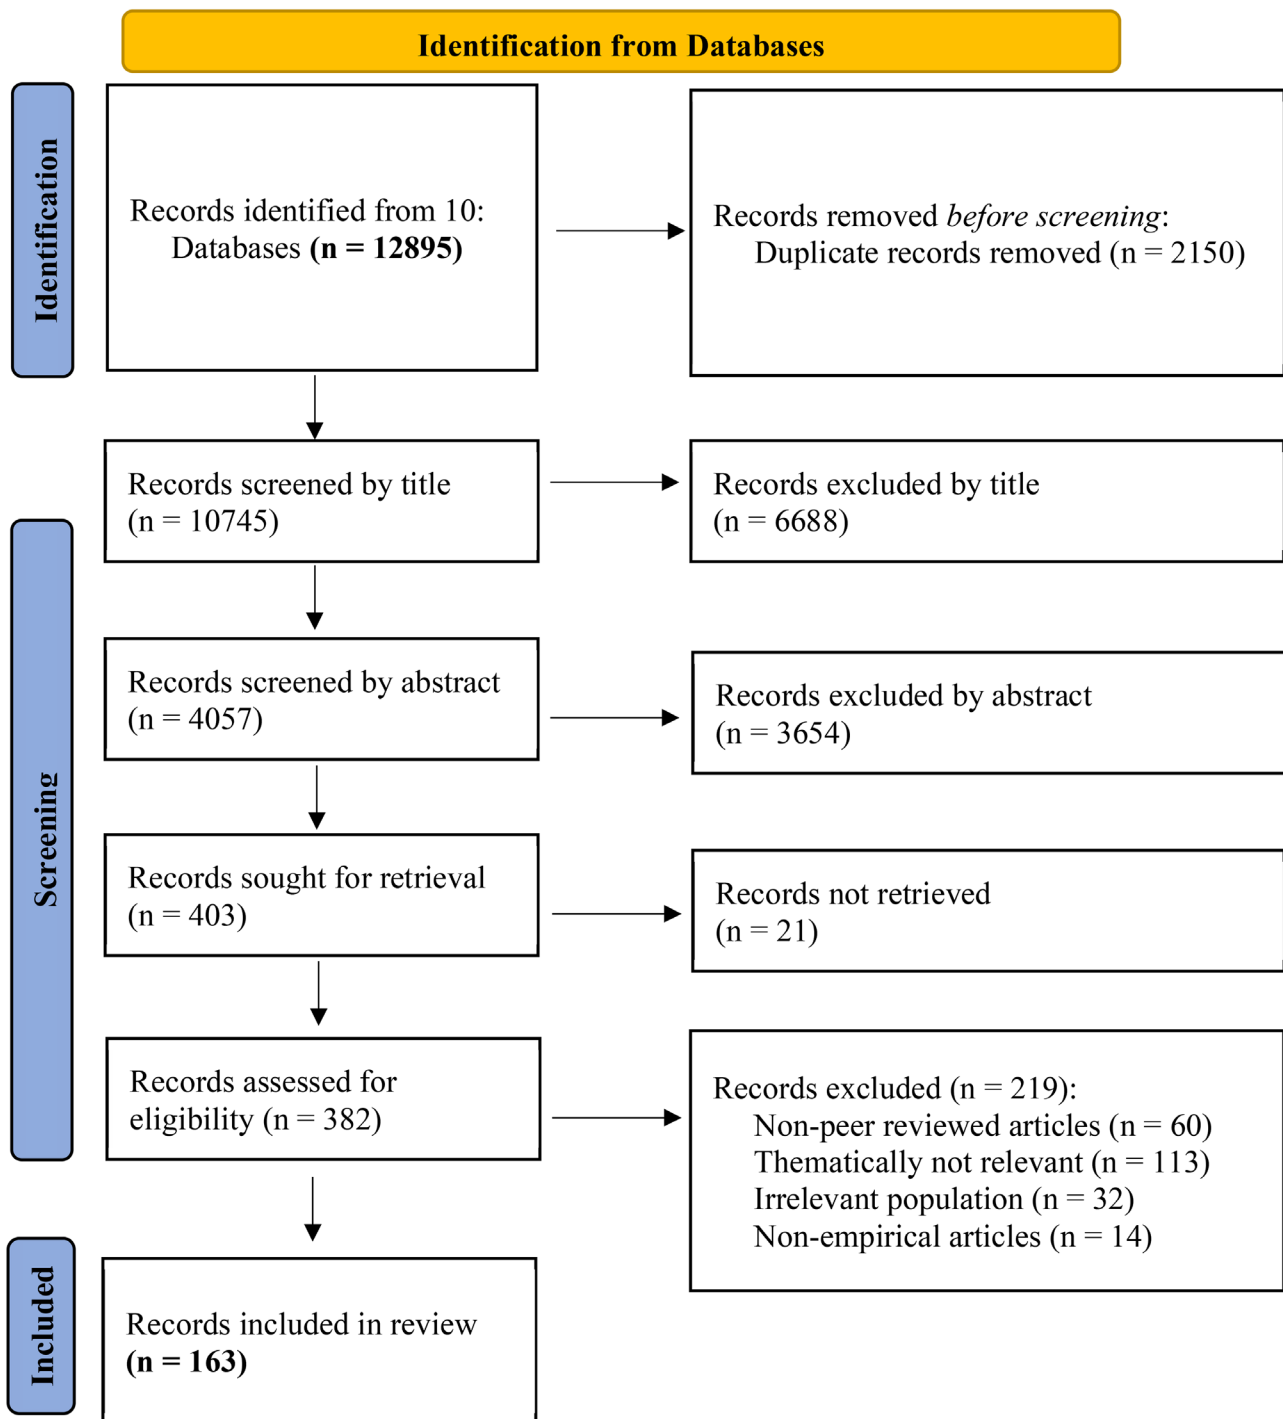 Identification from Databases
Identification
Records identified from 10:
Databases (n = 12895)
Records removed before screening:
Duplicate records removed (n = 2150)
Screening
Records screened by title
(n = 10745)
Records excluded by title
(n = 6688)
Records screened by abstract
(n = 4057)
Records excluded by abstract
(n = 3654)
Records sought for retrieval
(n = 403)
Records not retrieved
(n = 21)
Records assessed for
eligibility (n = 382)
Records excluded (n = 219):
Non-peer reviewed articles (n = 60)
Thematically not relevant (n = 113)
Irrelevant population (n = 32)
Non-empirical articles (n = 14)
Included
Records included in review
(n = 163)